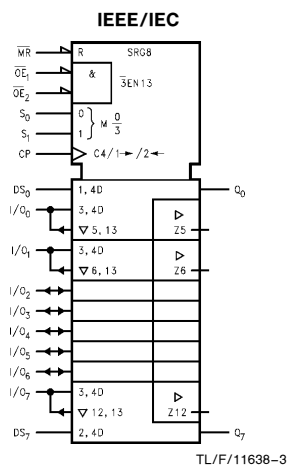 IEEE/IEC
MR R SRG8
OE1 &
3EN13
OE2
S0 0 M 0/3
S1 1
CP C4/1→/2←
DS0 1, 4D Q0
I/O0 3, 4D ▷
▽ 5, 13 Z5
I/O1 3, 4D ▷
▽ 6, 13 Z6
I/O2
I/O3
I/O4
I/O5
I/O6
I/O7 3, 4D ▷
▽ 12, 13 Z12
DS7 2, 4D Q7
TL/F/11638–3